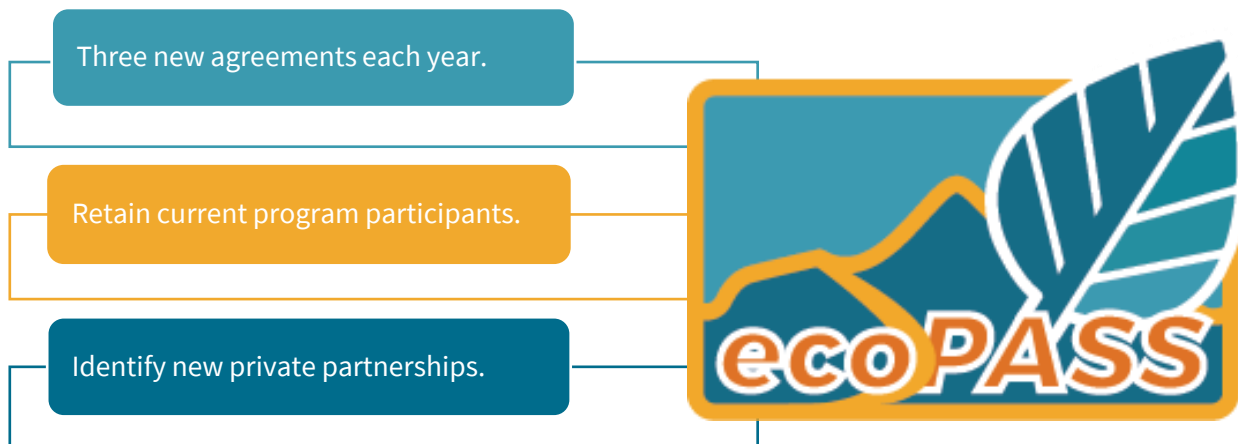 Three new agreements each year.
Retain current program participants.
Identify new private partnerships.
ecoPASS